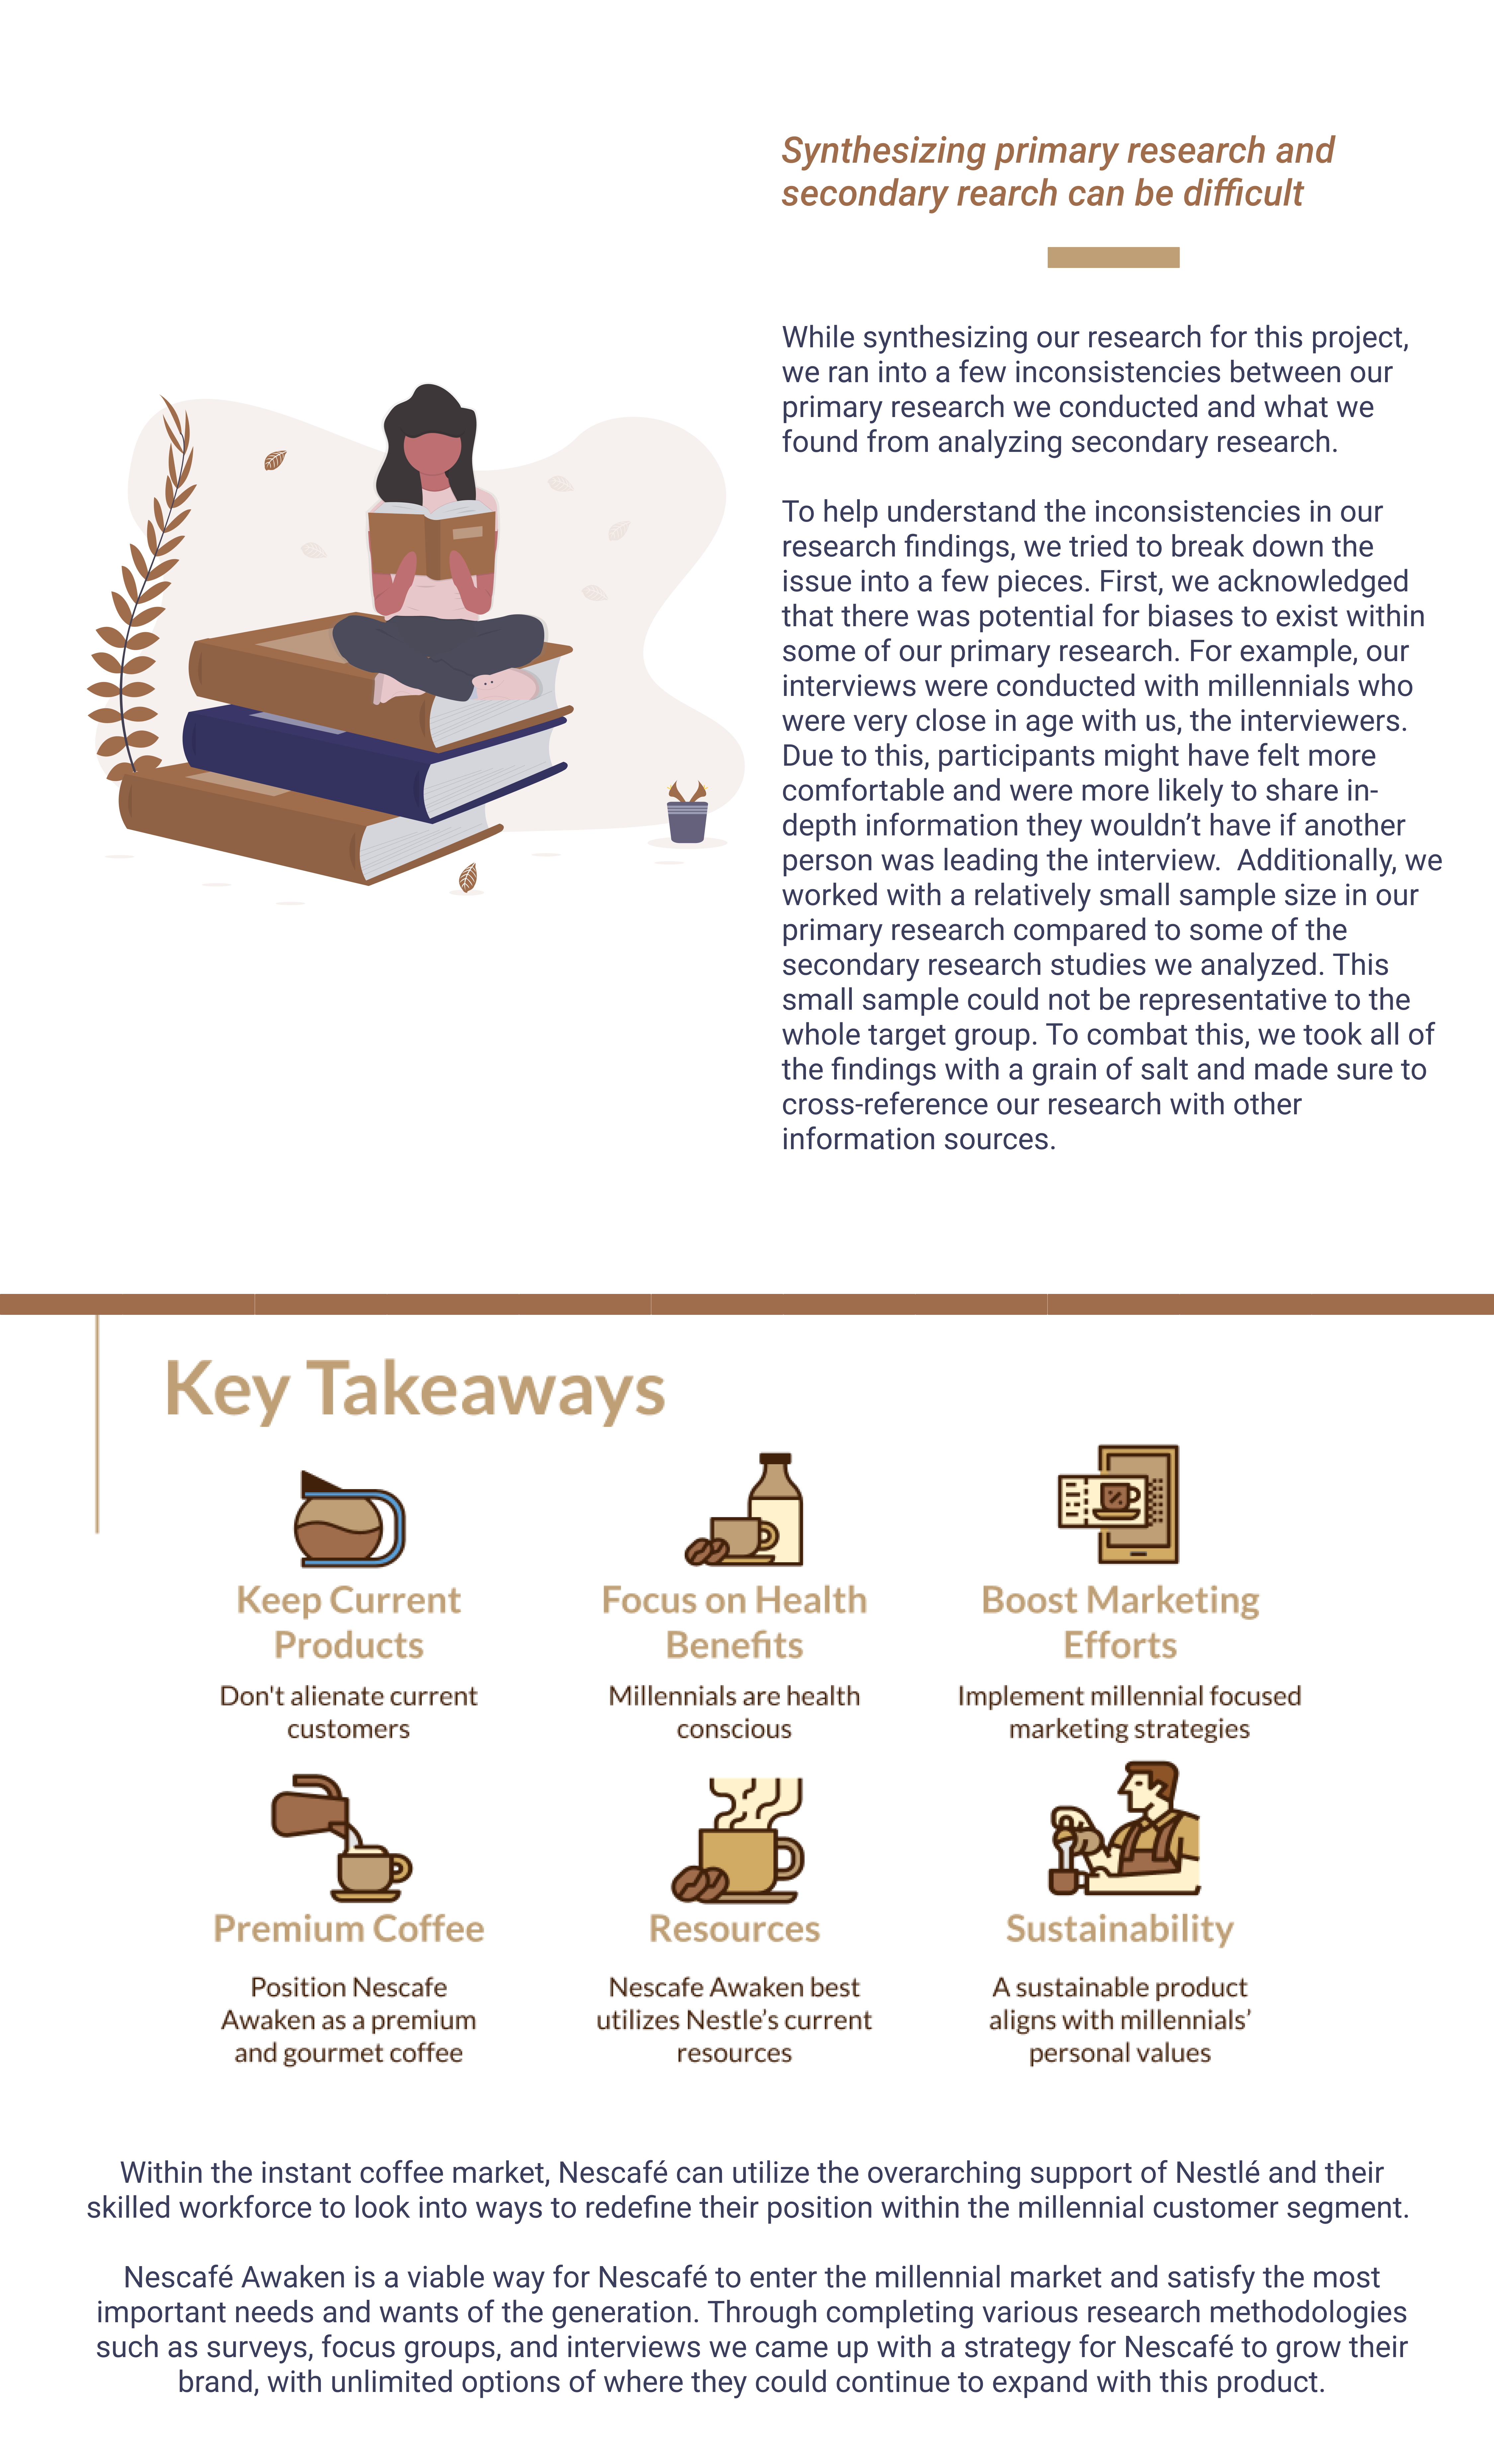 Synthesizing primary research and
secondary rearch can be difficult
While synthesizing our research for this project,
we ran into a few inconsistencies between our
primary research we conducted and what we
found from analyzing secondary research.
To help understand the inconsistencies in our
research findings, we tried to break down the
issue into a few pieces. First, we acknowledged
that there was potential for biases to exist within
some of our primary research. For example, our
interviews were conducted with millennials who
were very close in age with us, the interviewers.
Due to this, participants might have felt more
comfortable and were more likely to share in-
depth information they wouldn’t have if another
person was leading the interview.  Additionally, we
worked with a relatively small sample size in our
primary research compared to some of the
secondary research studies we analyzed. This
small sample could not be representative to the
whole target group. To combat this, we took all of
the findings with a grain of salt and made sure to
cross-reference our research with other
information sources.
Key Takeaways
Keep Current
Products
Don't alienate current
customers
Focus on Health
Benefits
Millennials are health
conscious
Boost Marketing
Efforts
Implement millennial focused
marketing strategies
Premium Coffee
Position Nescafe
Awaken as a premium
and gourmet coffee
Resources
Nescafe Awaken best
utilizes Nestle’s current
resources
Sustainability
A sustainable product
aligns with millennials’
personal values
Within the instant coffee market, Nescafé can utilize the overarching support of Nestlé and their
skilled workforce to look into ways to redefine their position within the millennial customer segment.
Nescafé Awaken is a viable way for Nescafé to enter the millennial market and satisfy the most
important needs and wants of the generation. Through completing various research methodologies
such as surveys, focus groups, and interviews we came up with a strategy for Nescafé to grow their
brand, with unlimited options of where they could continue to expand with this product.